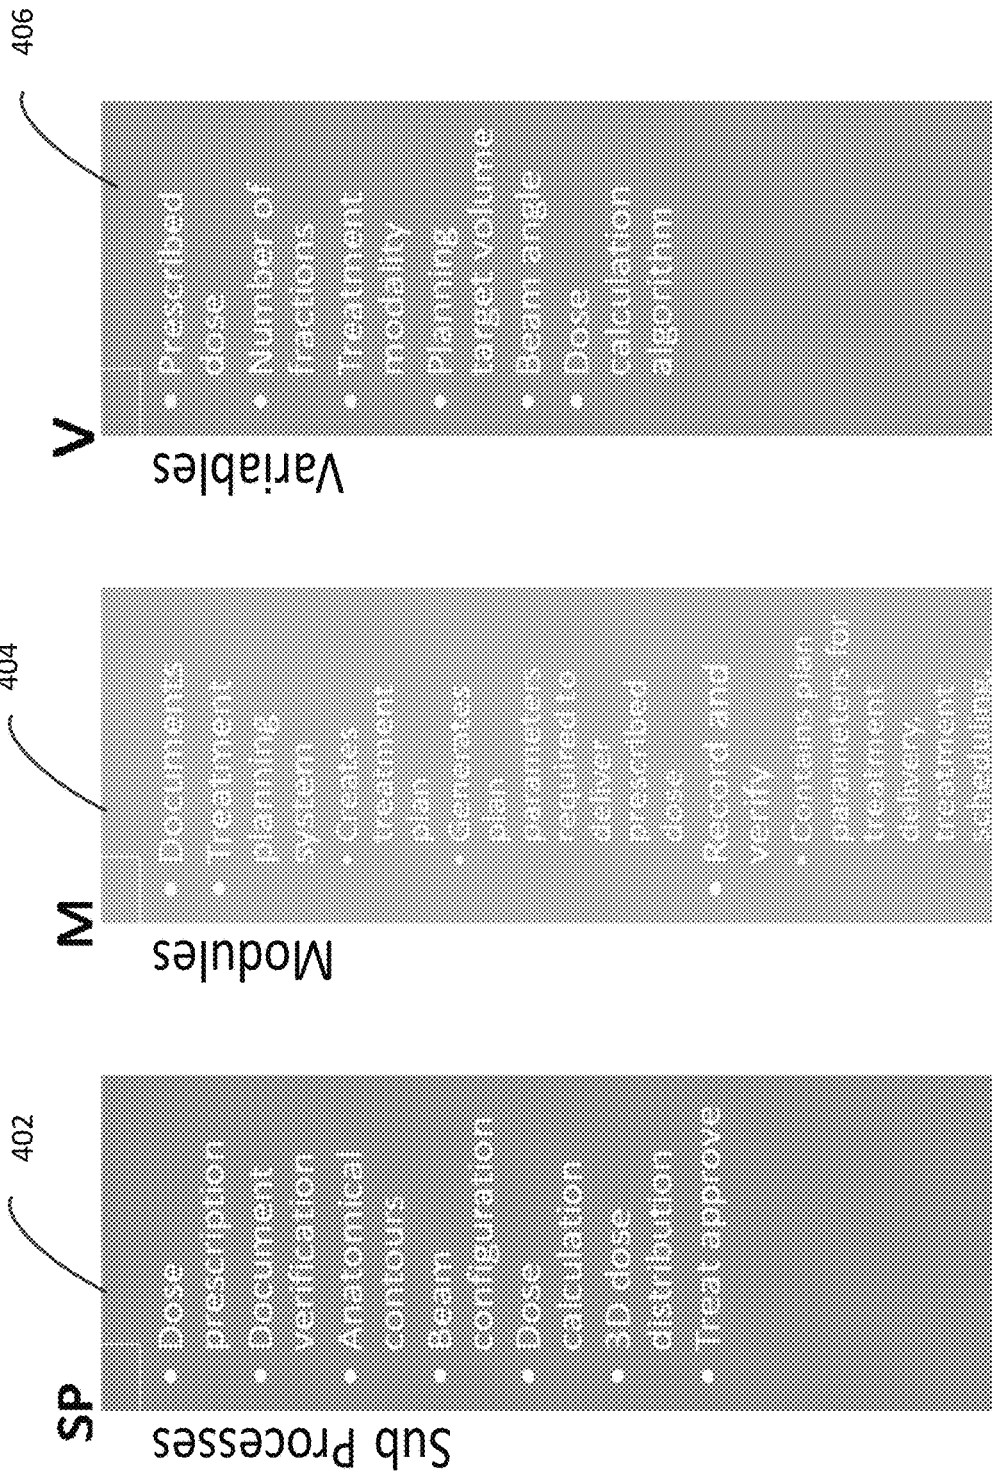 SP
402
Sub Processes
Dose
prescription
Document
verification
Anatomical
contours
Beam
configuration
Dose
calculation
3D dose
distribution
Treat approve
M
404
Modules
Documents
Treatment
planning
system
Creates
treatment
plan
Generates
plan
parameters
required to
deliver
prescribed
dose
Record and
verify
Contains plan
parameters for
treatment
delivery,
treatment
scheduling
V
406
Variables
Prescribed
dose
Number of
fractions
Treatment
modality
Planning
target volume
Beam angle
Dose
calculation
algorithm